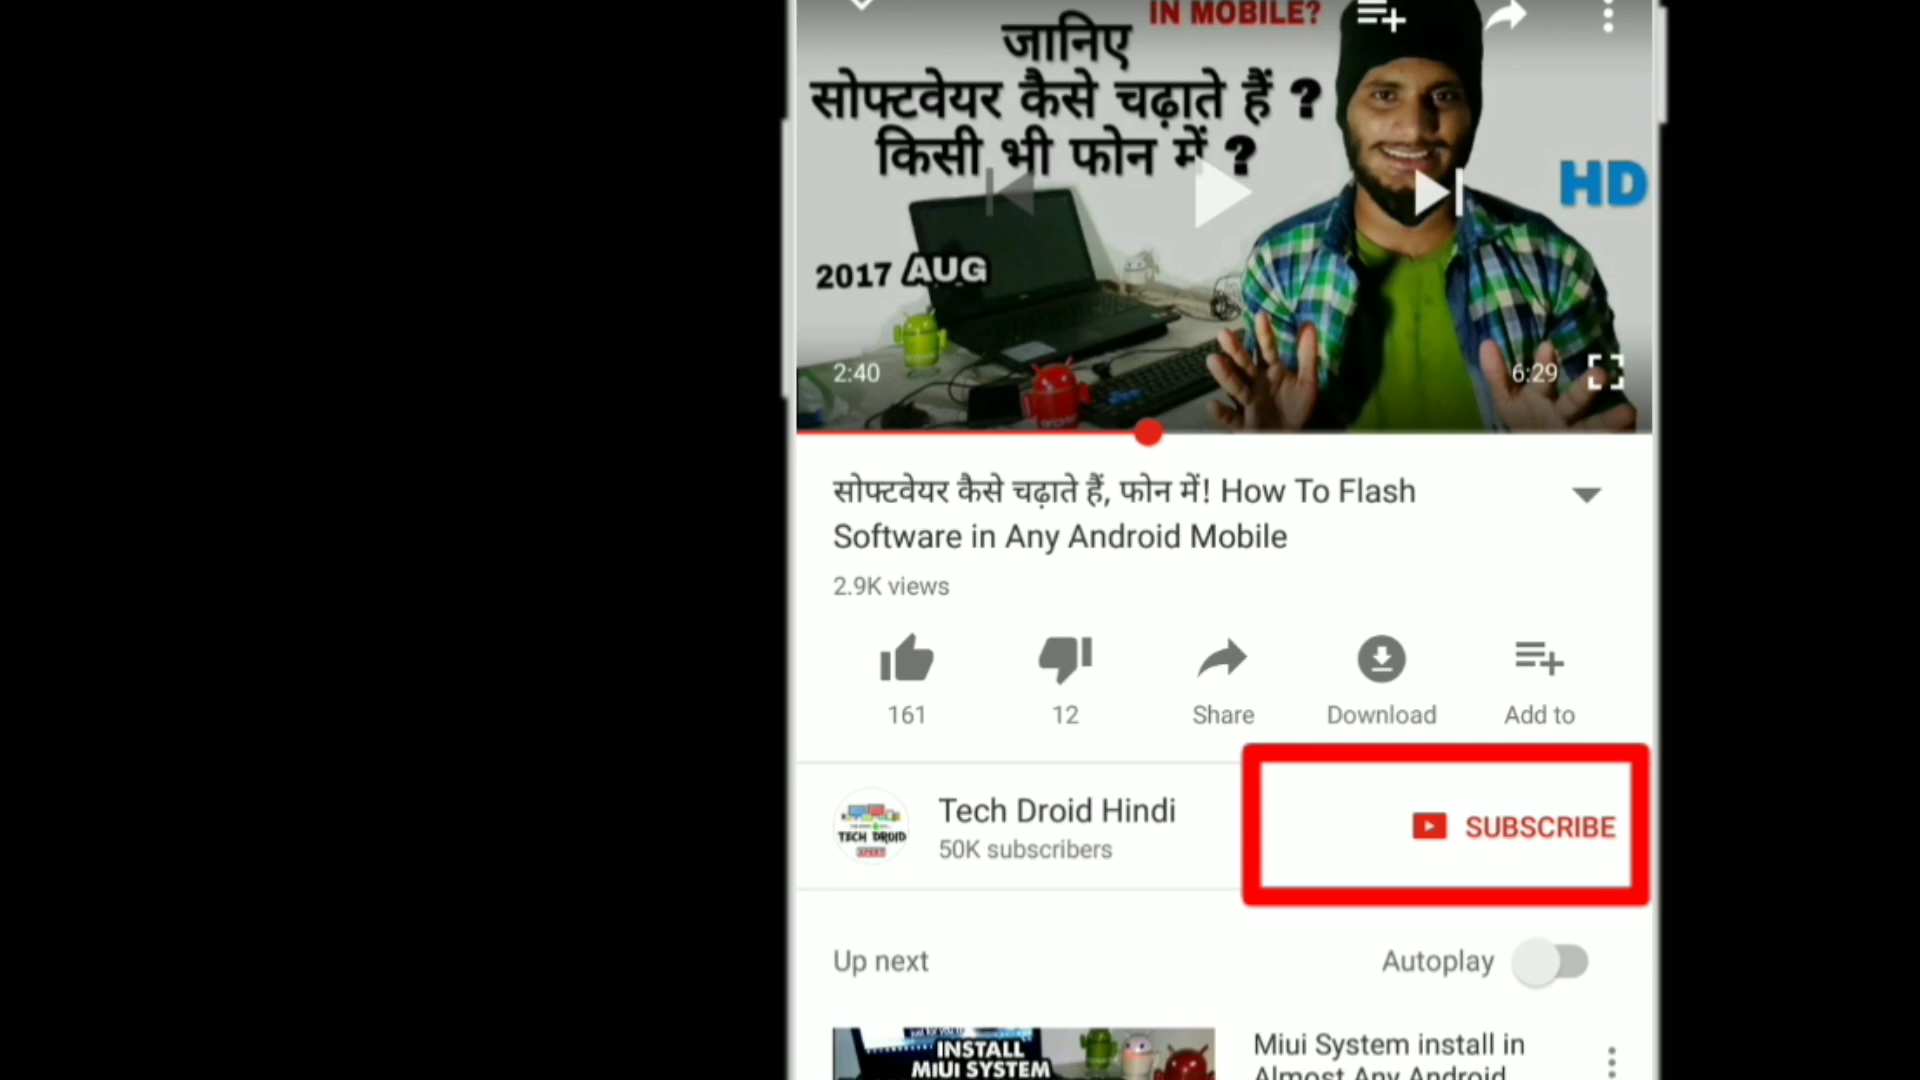 IN MOBILE?
जानिए
सोफ्टवेयर कैसे चढ़ाते हैं ?
किसी भी फोन में ?
HD
2017 AUG
2:40
6:29
सोफ्टवेयर कैसे चढ़ाते हैं, फोन में! How To Flash
Software in Any Android Mobile
2.9K views
161
12
Share
Download
Add to
TECH DROID
Tech Droid Hindi
50K subscribers
SUBSCRIBE
Up next
Autoplay
INSTALL
MIUI SYSTEM
Miui System install in
Almost Any Android